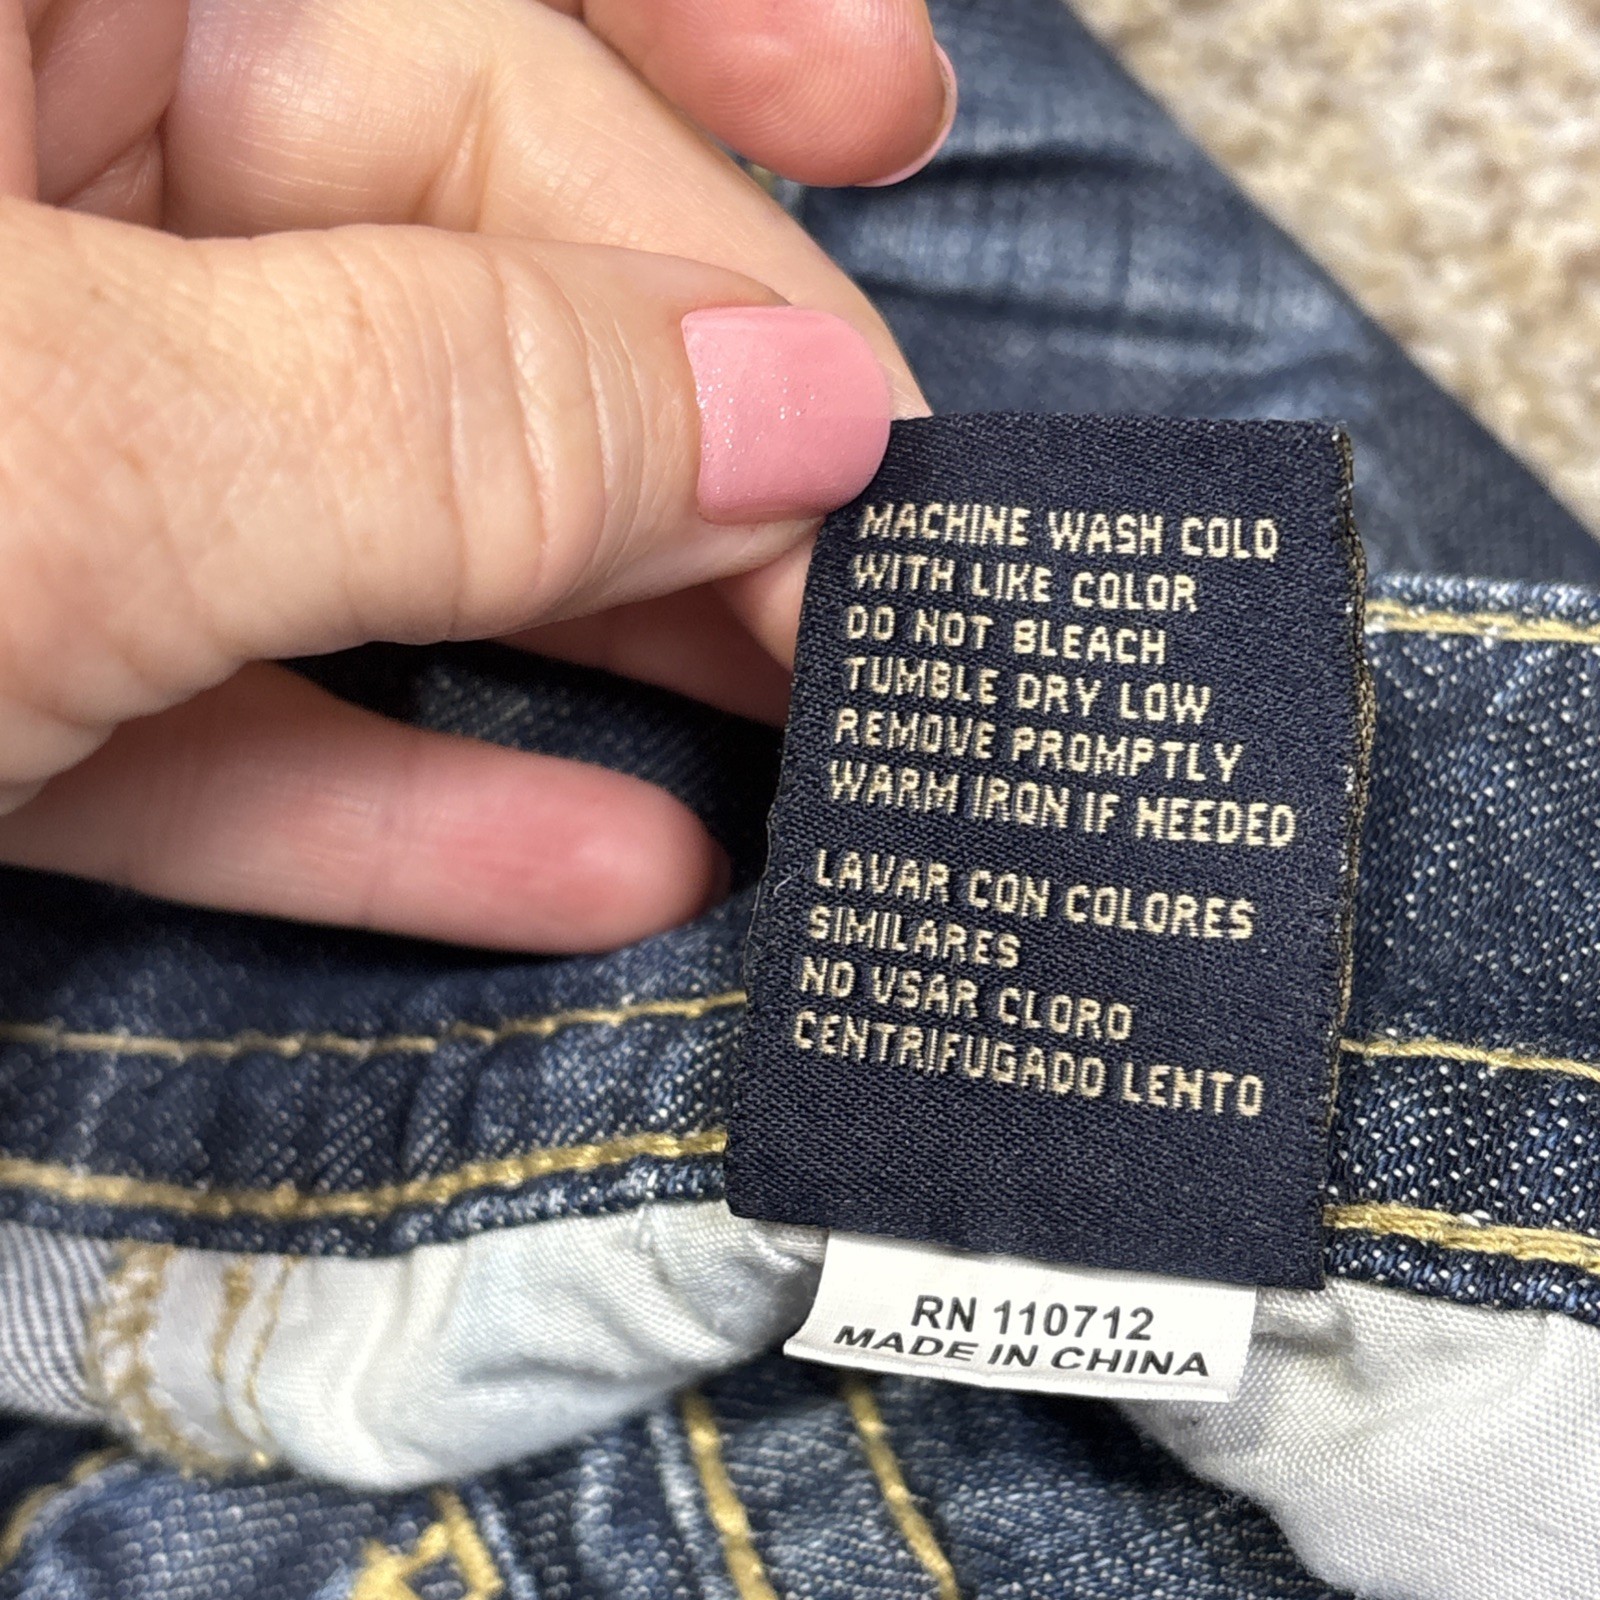 MACHINE WASH COLD
WITH LIKE COLOR
DO NOT BLEACH
TUMBLE DRY LOW
REMOVE PROMPTLY
WARM IRON IF NEEDED
LAVAR CON COLORES
SIMILARES
NO USAR CLORO
CENTRIFUGADO LENTO
RN 110712
MADE IN CHINA